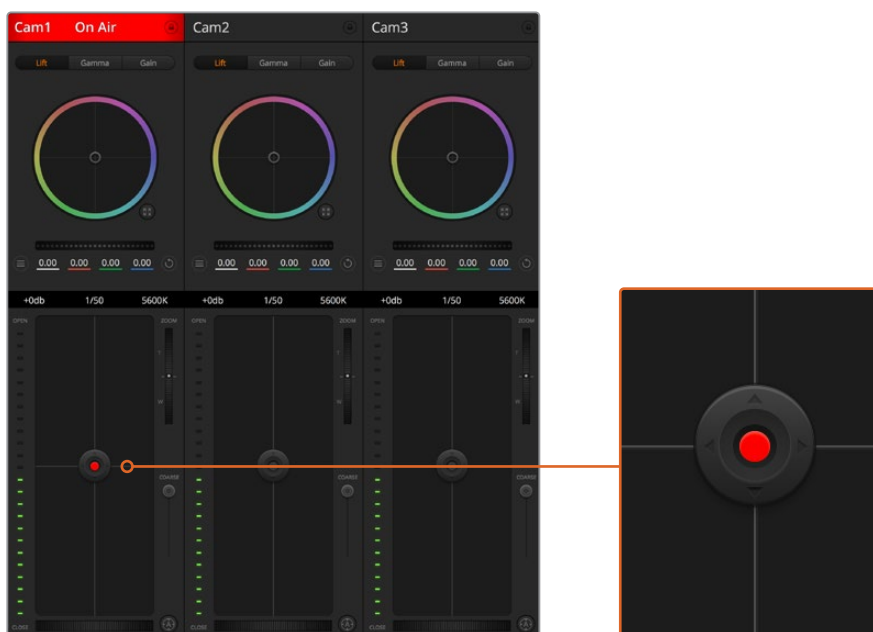 Cam1 On Air Cam2 Cam3
Lift Gamma Gain Lift Gamma Gain Lift Gamma Gain
0.00 0.00 0.00 0.00 0.00 0.00 0.00 0.00 0.00 0.00 0.00 0.00
+0db 1/50 5600K +0db 1/50 5600K +0db 1/50 5600K
OPEN ZOOM OPEN ZOOM OPEN ZOOM
T T T
W W W
COARSE COARSE COARSE
CLOSE CLOSE CLOSE